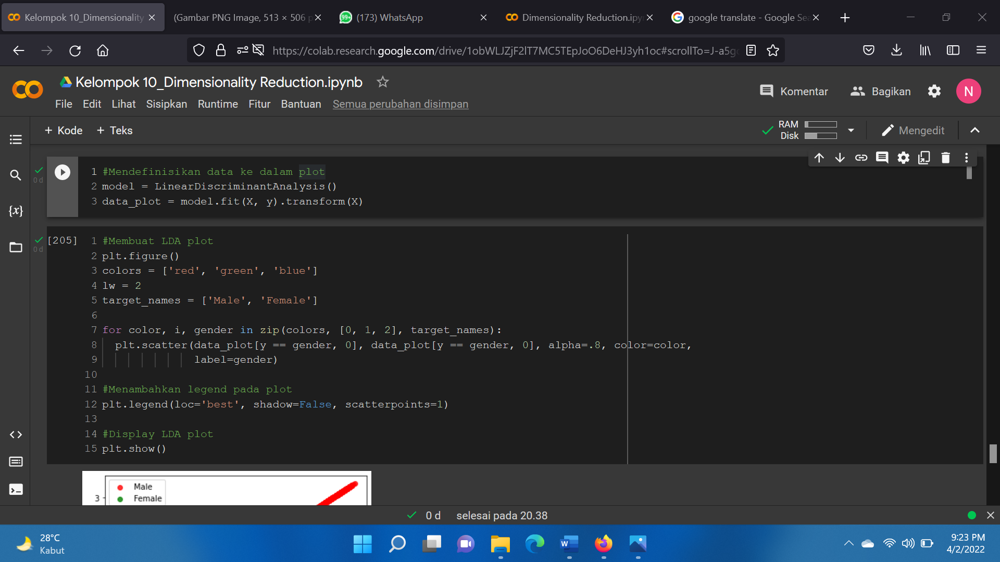 Kelompok 10_Dimensionality
(Gambar PNG Image, 513 × 506 p
99+ (173) WhatsApp
Dimensionality Reduction.ipyn
google translate - Google Sea
https://colab.research.google.com/drive/1obWLJZjF2lT7MC5TEpJoO6DeHJ3yh1oc#scrollTo=J-a5g
Kelompok 10_Dimensionality Reduction.ipynb
File Edit Lihat Sisipkan Runtime Fitur Bantuan Semua perubahan disimpan
Komentar Bagikan N
+ Kode + Teks
RAM
Disk
Mengedit
{x}
0 d
1 #Mendefinisikan data ke dalam plot
2 model = LinearDiscriminantAnalysis()
3 data_plot = model.fit(X, y).transform(X)
[205]
0 d
1 #Membuat LDA plot
2 plt.figure()
3 colors = ['red', 'green', 'blue']
4 lw = 2
5 target_names = ['Male', 'Female']
6
7 for color, i, gender in zip(colors, [0, 1, 2], target_names):
8 plt.scatter(data_plot[y == gender, 0], data_plot[y == gender, 0], alpha=.8, color=color,
9 label=gender)
10
11 #Menambahkan legend pada plot
12 plt.legend(loc='best', shadow=False, scatterpoints=1)
13
14 #Display LDA plot
15 plt.show()
Male
3 Female
0 d selesai pada 20.38
28°C
Kabut
W
9:23 PM
4/2/2022